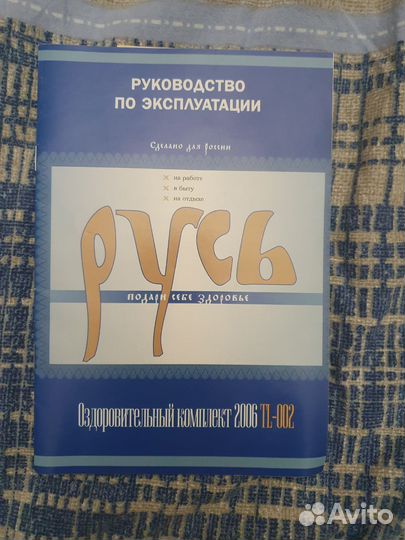 РУКОВОДСТВО
ПО ЭКСПЛУАТАЦИИ
Сделано для россии
на работе
в быту
на отдыхе
русь
подари себе здоровье
Оздоровительный комплект 2006 TL-002
Avito